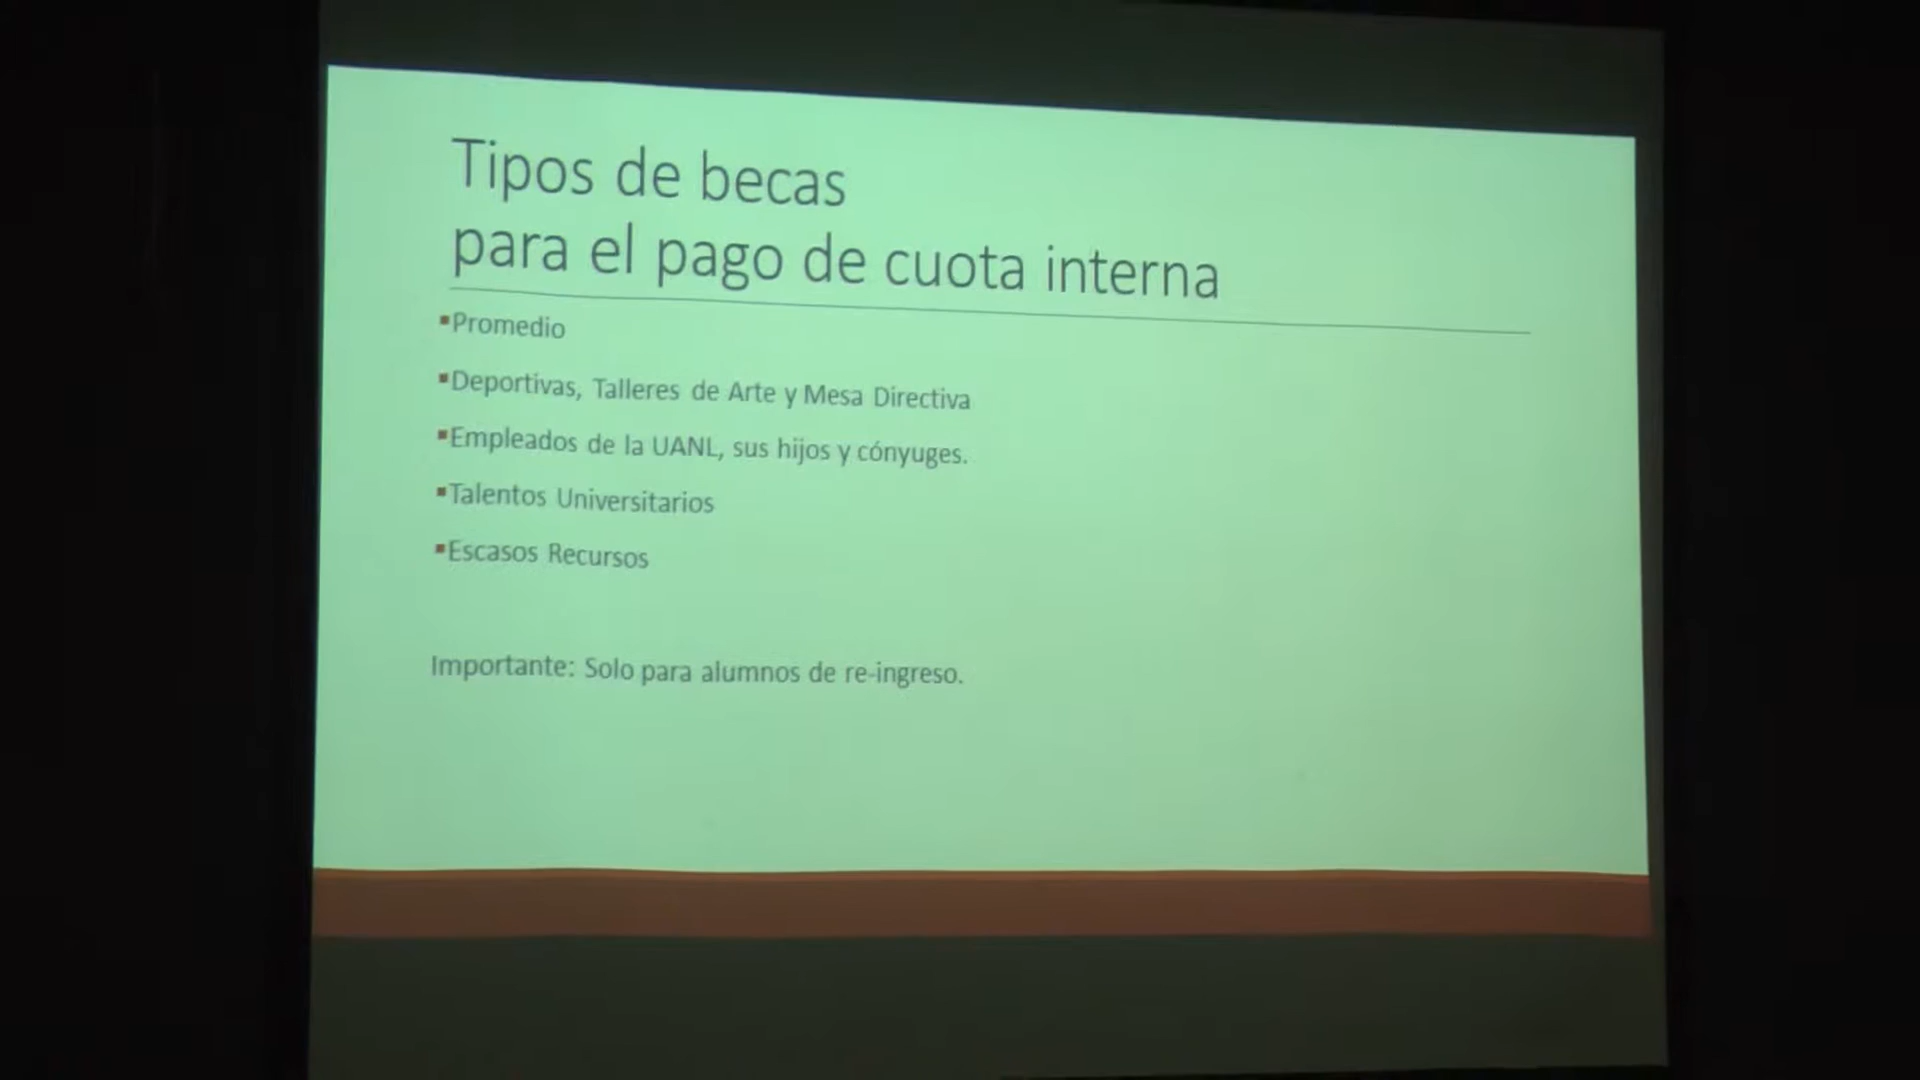 Tipos de becas
para el pago de cuota interna
▪Promedio
▪Deportivas, Talleres de Arte y Mesa Directiva
▪Empleados de la UANL, sus hijos y cónyuges.
▪Talentos Universitarios
▪Escasos Recursos
Importante: Solo para alumnos de re-ingreso.